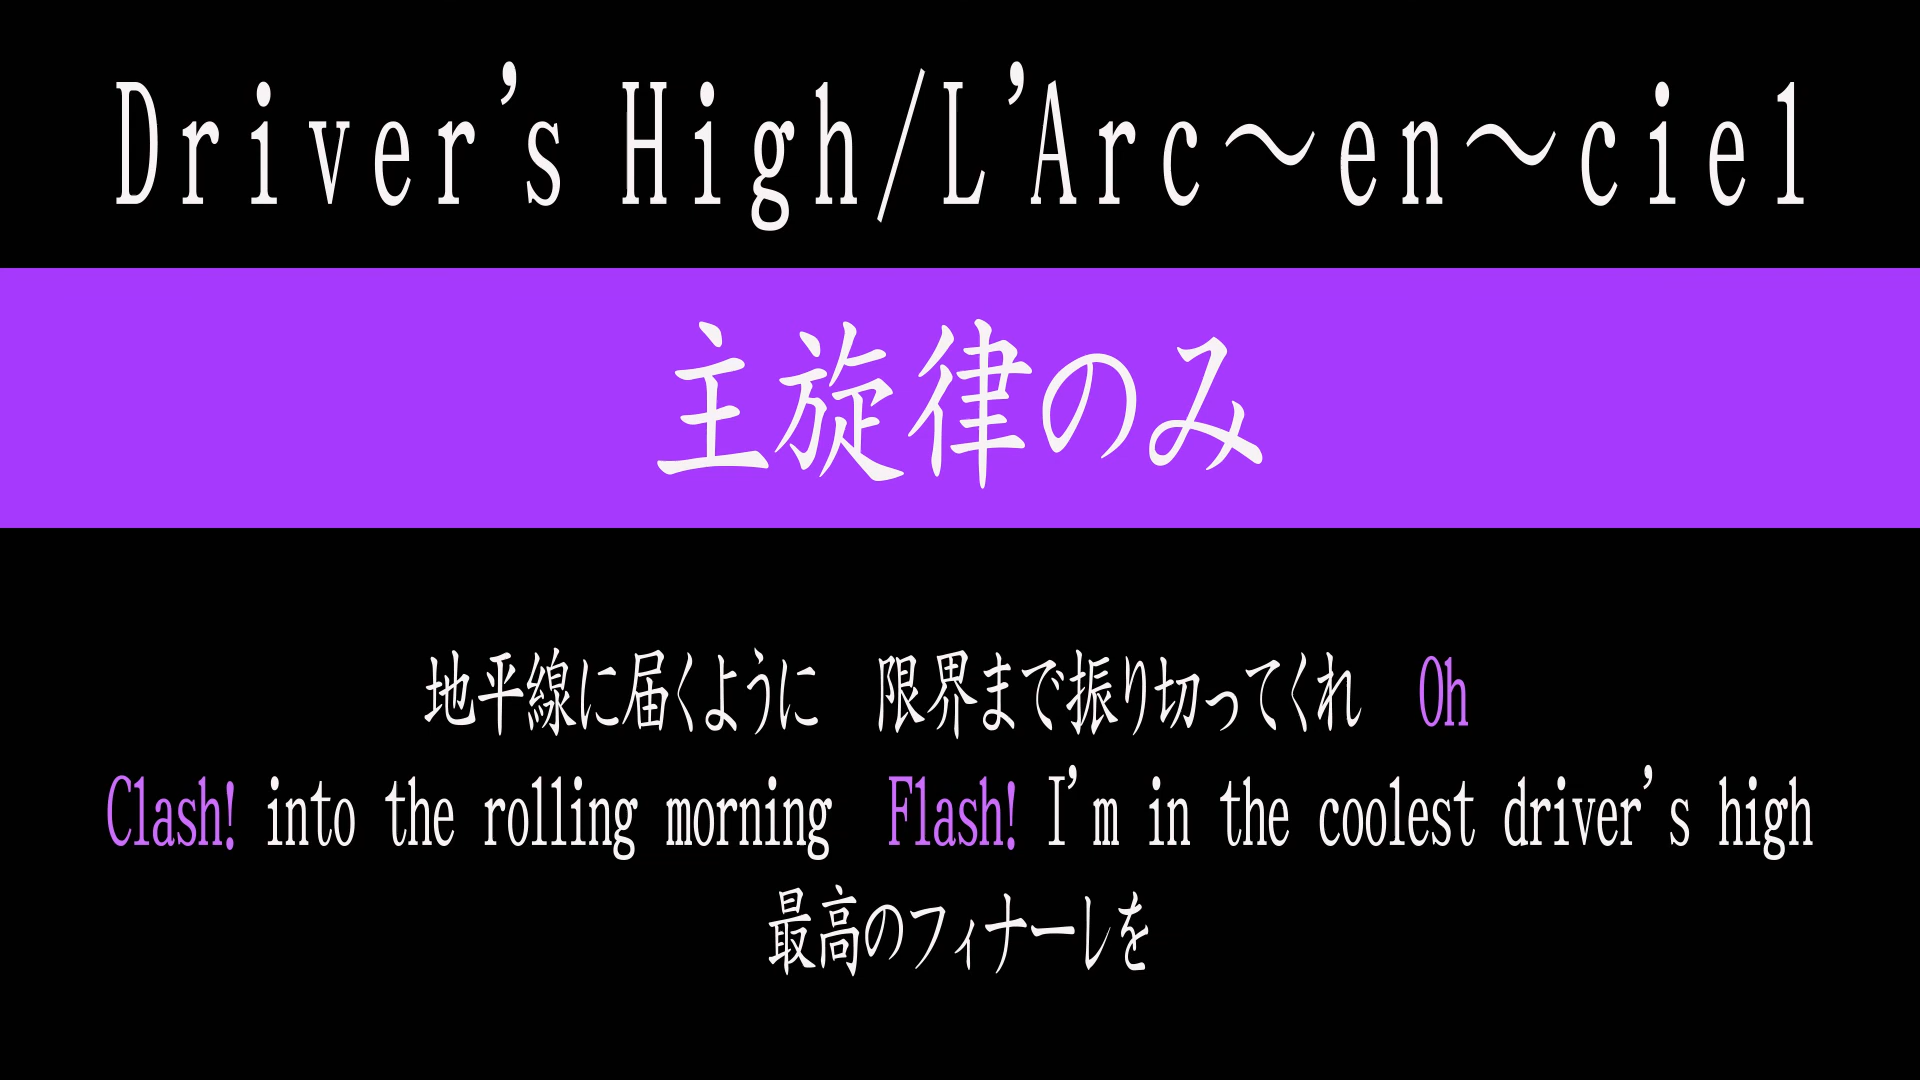 Driver’s High/L’Arc～en～ciel
主旋律のみ
地平線に届くように　限界まで振り切ってくれ　Oh
Clash! into the rolling morning　Flash! I’m in the coolest driver’s high
最高のフィナーレを